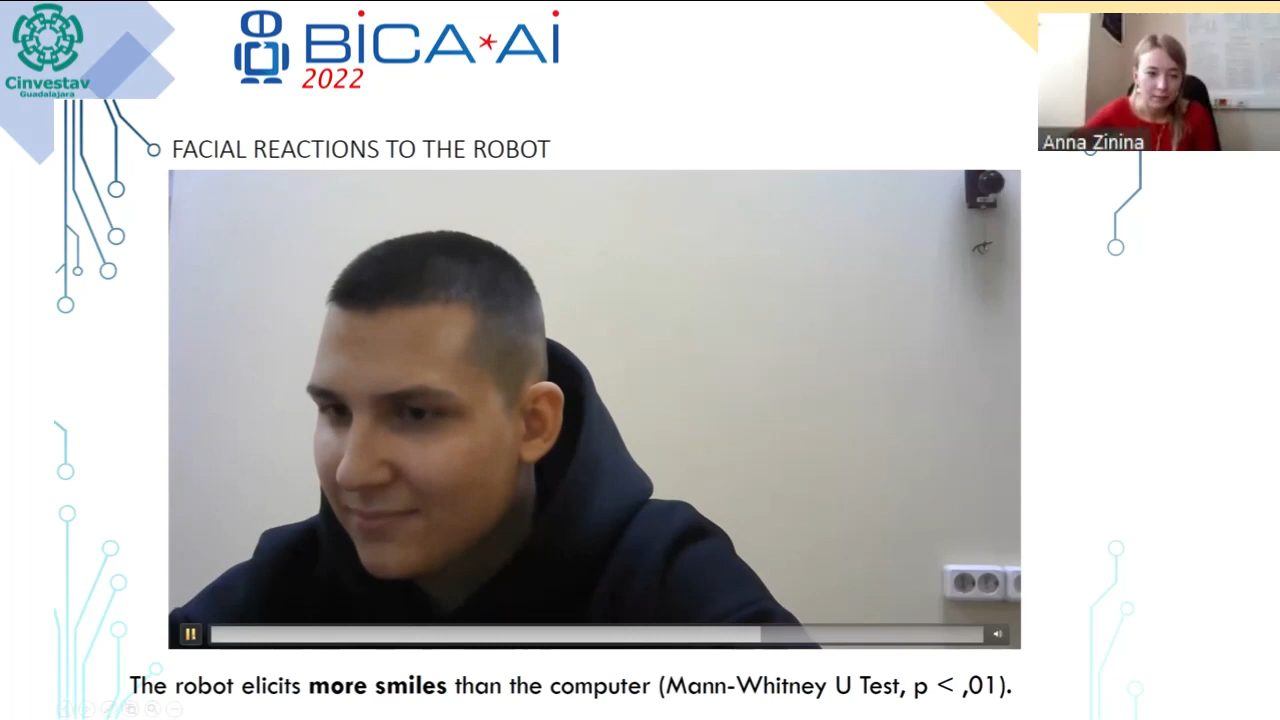 Cinvestav
Guadalajara
BiCA*Ai
2022
Anna Zinina
FACIAL REACTIONS TO THE ROBOT
The robot elicits more smiles than the computer (Mann-Whitney U Test, p < ,01).